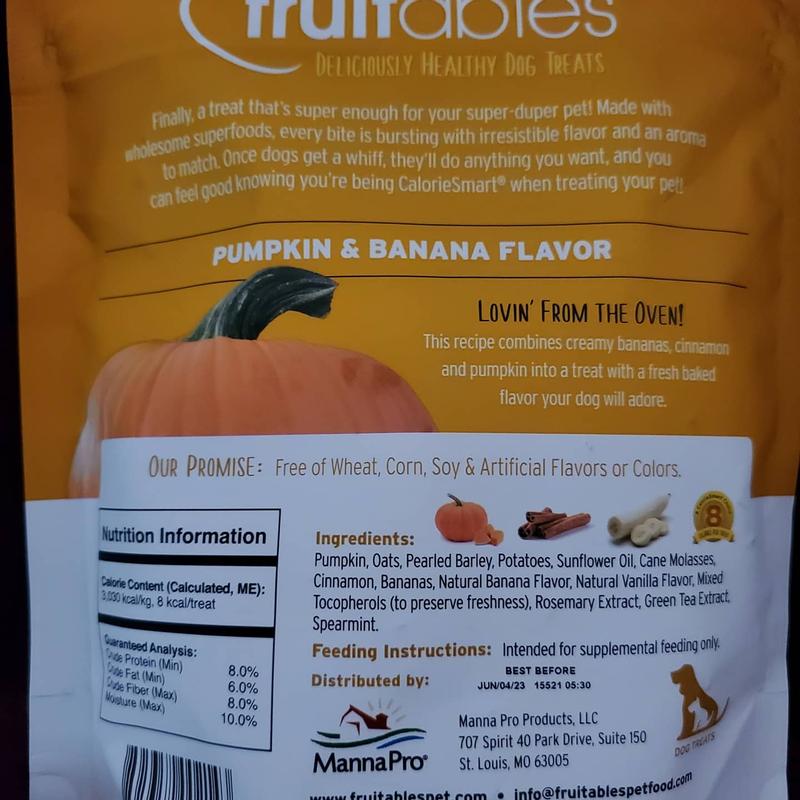 fruitables
DELICIOUSLY HEALTHY DOG TREATS
Finally, a treat that's super enough for your super-duper pet! Made with
wholesome superfoods, every bite is bursting with irresistible flavor and an aroma
to match. Once dogs get a whiff, they'll do anything you want, and you
can feel good knowing you're being CalorieSmart® when treating your pet!
PUMPKIN & BANANA FLAVOR
LOVIN' FROM THE OVEN!
This recipe combines creamy bananas, cinnamon
and pumpkin into a treat with a fresh baked
flavor your dog will adore.
OUR PROMISE: Free of Wheat, Corn, Soy & Artificial Flavors or Colors.
Nutrition Information
Calorie Content (Calculated, ME):
3,030 kcal/kg, 8 kcal/treat
Guaranteed Analysis:
Crude Protein (Min) 8.0%
Crude Fat (Min) 6.0%
Crude Fiber (Max) 8.0%
Moisture (Max) 10.0%
8
Ingredients:
Pumpkin, Oats, Pearled Barley, Potatoes, Sunflower Oil, Cane Molasses,
Cinnamon, Bananas, Natural Banana Flavor, Natural Vanilla Flavor, Mixed
Tocopherols (to preserve freshness), Rosemary Extract, Green Tea Extract,
Spearmint.
Feeding Instructions: Intended for supplemental feeding only.
Distributed by:
BEST BEFORE
JUN/04/23 15521 05:30
MannaPro®
Manna Pro Products, LLC
707 Spirit 40 Park Drive, Suite 150
St. Louis, MO 63005
DOG TREATS
www.fruitablespet.com • info@fruitablespetfood.com